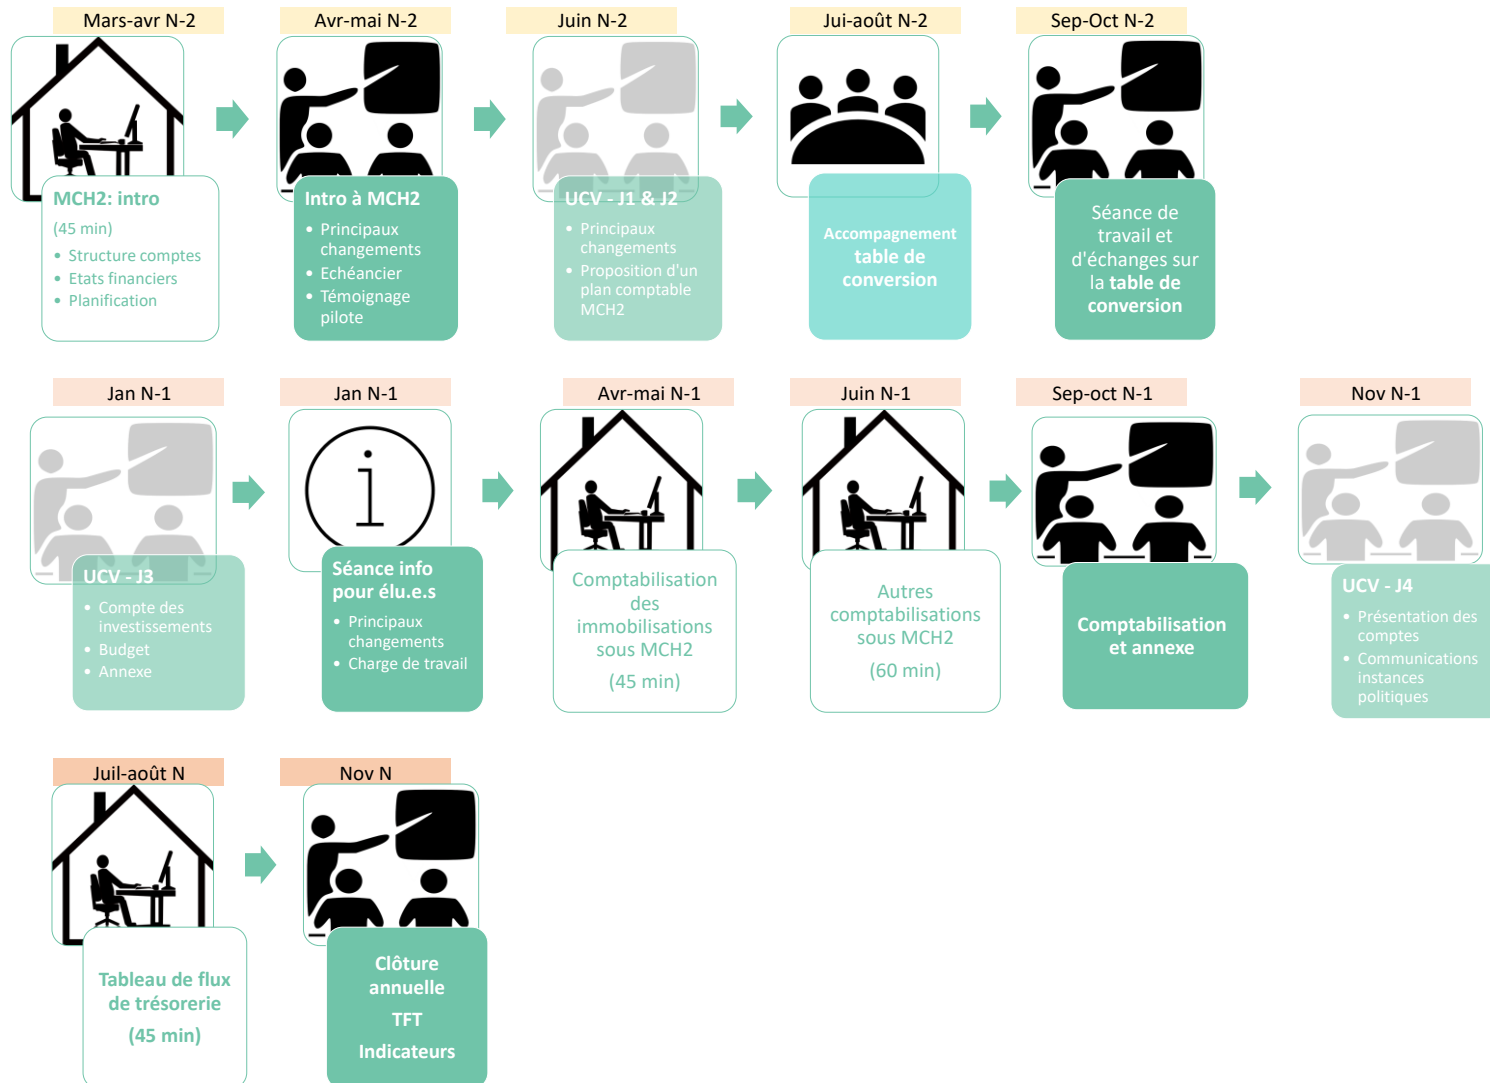 Mars-avr N-2
MCH2: intro
(45 min)
• Structure comptes
• Etats financiers
• Planification
Avr-mai N-2
Intro à MCH2
• Principaux
changements
• Echéancier
• Témoignage
pilote
Juin N-2
UCV - J1 & J2
• Principaux
changements
• Proposition d'un
plan comptable
MCH2
Jui-août N-2
Accompagnement
table de
conversion
Sep-Oct N-2
Séance de
travail et
d'échanges sur
la table de
conversion
Jan N-1
UCV - J3
• Compte des
investissements
• Budget
• Annexe
Jan N-1
i
Séance info
pour élu.e.s
• Principaux
changements
• Charge de travail
Avr-mai N-1
Comptabilisation
des
immobilisations
sous MCH2
(45 min)
Juin N-1
Autres
comptabilisations
sous MCH2
(60 min)
Sep-oct N-1
Comptabilisation
et annexe
Nov N-1
UCV - J4
• Présentation des
comptes
• Communications
instances
politiques
Juil-août N
Tableau de flux
de trésorerie
(45 min)
Nov N
Clôture
annuelle
TFT
Indicateurs